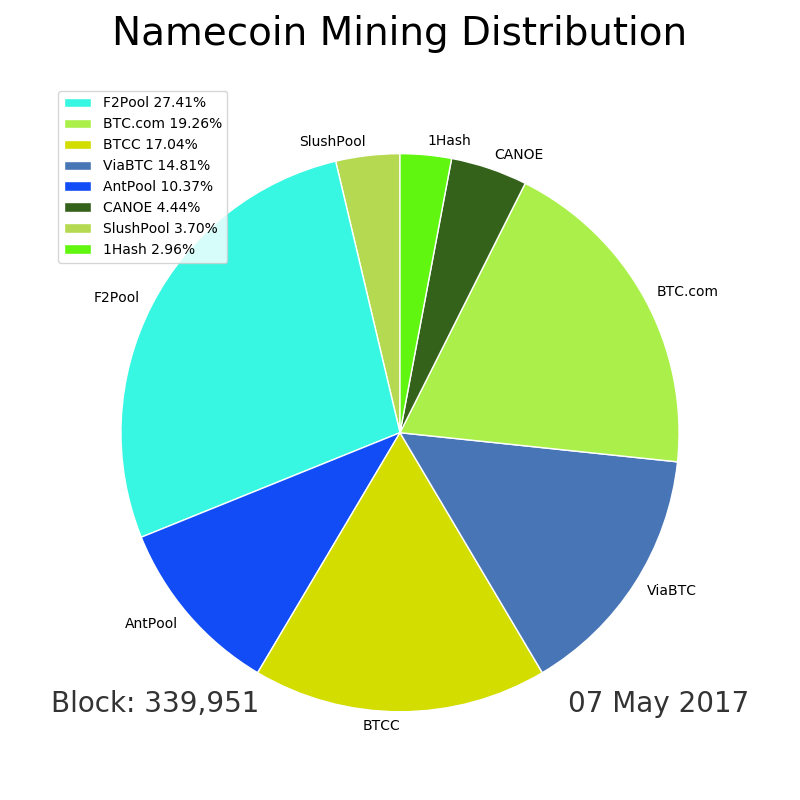 Namecoin Mining Distribution
F2Pool 27.41%
BTC.com 19.26%
BTCC 17.04%
ViaBTC 14.81%
AntPool 10.37%
CANOE 4.44%
SlushPool 3.70%
1Hash 2.96%
SlushPool
1Hash
CANOE
BTC.com
F2Pool
ViaBTC
AntPool
BTCC
Block: 339,951
07 May 2017